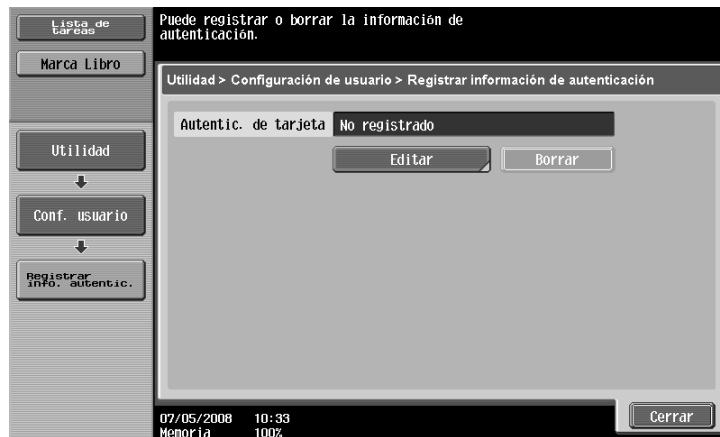 Lista de
tareas
Marca Libro
Utilidad
Conf. usuario
Registrar
info. autentic.
Puede registrar o borrar la información de
autenticación.
Utilidad > Configuración de usuario > Registrar información de autenticación
Autentic. de tarjeta No registrado
Editar Borrar
07/05/2008 10:33
Memoria 100%
Cerrar